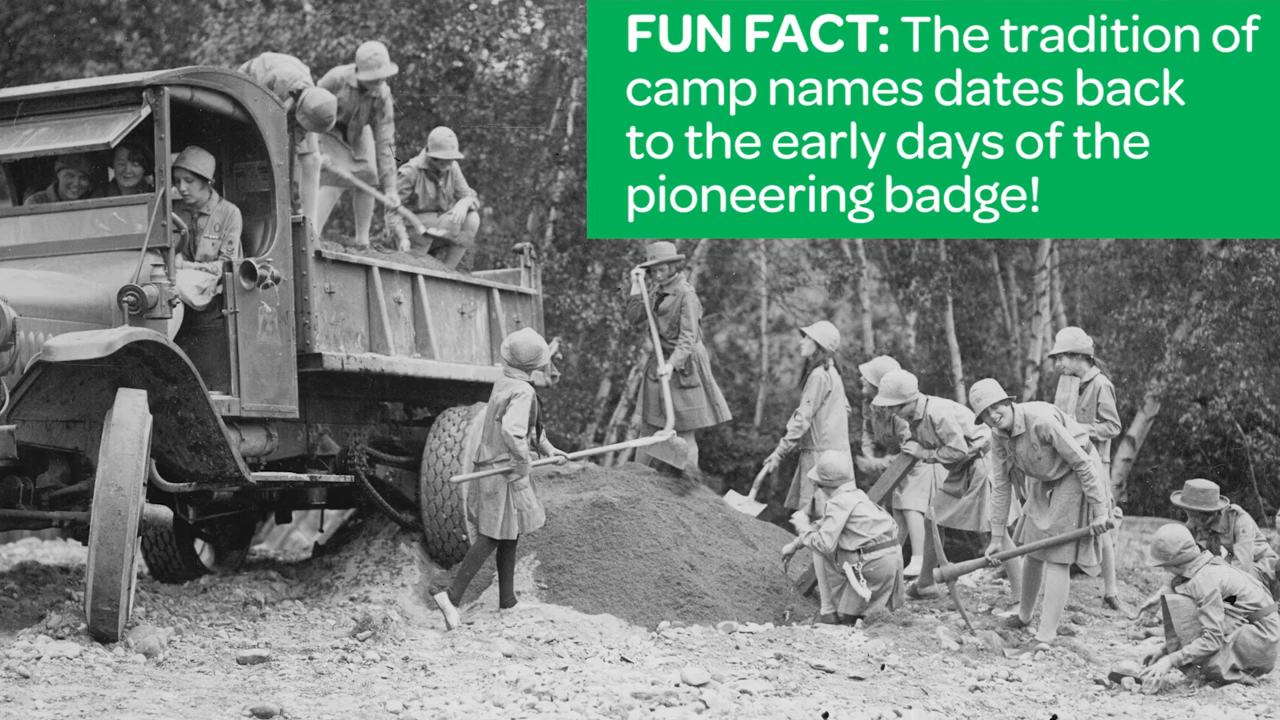 FUN FACT: The tradition of
camp names dates back
to the early days of the
pioneering badge!